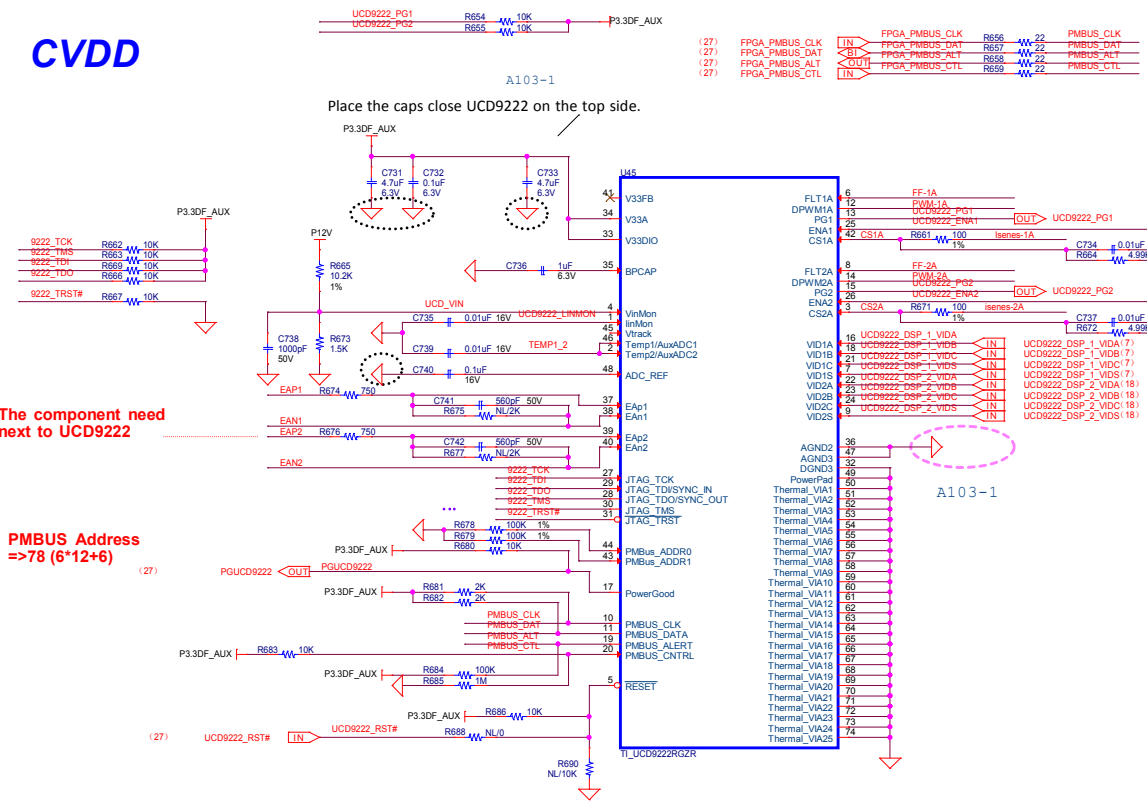 CVDD
UCD9222_PG1 R654 10K P3.3DF_AUX
UCD9222_PG2 R655 10K
(27) FPGA_PMBUS_CLK IN FPGA_PMBUS_CLK R656 22 PMBUS_CLK
(27) FPGA_PMBUS_DAT BI FPGA_PMBUS_DAT R657 22 PMBUS_DAT
(27) FPGA_PMBUS_ALT OUT FPGA_PMBUS_ALT R658 22 PMBUS_ALT
(27) FPGA_PMBUS_CTL IN FPGA_PMBUS_CTL R659 22 PMBUS_CTL
A103-1
Place the caps close UCD9222 on the top side.
P3.3DF_AUX
C731 4.7uF 6.3V
C732 0.1uF 6.3V
C733 4.7uF 6.3V
P3.3DF_AUX
9222_TCK R662 10K
9222_TMS R663 10K
9222_TDI R669 10K
9222_TDO R666 10K
9222_TRST# R667 10K
P12V
R665 10.2K 1%
C736 1uF 6.3V
UCD_VIN
UCD9222_LINMON
C735 0.01uF 16V
C738 1000pF 50V
R673 1.5K
C739 0.01uF 16V TEMP1_2
C740 0.1uF 16V
EAP1 R674 750
C741 560pF 50V
R675 NL/2K
EAN1
The component need
next to UCD9222
EAP2 R676 750
C742 560pF 50V
R677 NL/2K
EAN2
9222_TCK
9222_TDI
9222_TDO
9222_TMS
9222_TRST#
...
PMBUS Address
=>78 (6*12+6)
R678 100K 1%
R679 100K 1%
P3.3DF_AUX R680 10K
(27) PGUCD9222 OUT PGUCD9222
P3.3DF_AUX R681 2K
R682 2K
PMBUS_CLK
PMBUS_DAT
PMBUS_ALT
PMBUS_CTL
P3.3DF_AUX R683 10K
P3.3DF_AUX R684 100K
R685 1M
P3.3DF_AUX R686 10K
(27) UCD9222_RST# IN UCD9222_RST# R688 NL/0
R690 NL/10K
U45
41 V33FB
34 V33A
33 V33DIO
35 BPCAP
4 VinMon
1 IinMon
45 Vtrack
46 Temp1/AuxADC1
2 Temp2/AuxADC2
48 ADC_REF
37 EAp1
38 EAn1
39 EAp2
40 EAn2
27 JTAG_TCK
29 JTAG_TDI/SYNC_IN
28 JTAG_TDO/SYNC_OUT
30 JTAG_TMS
31 JTAG_TRST
44 PMBus_ADDR0
43 PMBus_ADDR1
17 PowerGood
10 PMBUS_CLK
11 PMBUS_DATA
19 PMBUS_ALERT
20 PMBUS_CNTRL
5 RESET
TI_UCD9222RGZR
FLT1A 6 FF-1A
DPWM1A 12 PWM-1A
PG1 13 UCD9222_PG1 OUT UCD9222_PG1
ENA1 25 UCD9222_ENA1
CS1A 42 CS1A R661 100 1% Isenes-1A
C734 0.01uF
R664 4.99K
FLT2A 8 FF-2A
DPWM2A 14 PWM-2A
PG2 15 UCD9222_PG2 OUT UCD9222_PG2
ENA2 26 UCD9222_ENA2
CS2A 3 CS2A R671 100 1% isenes-2A
C737 0.01uF
R672 4.99K
VID1A 16 UCD9222_DSP_1_VIDA IN UCD9222_DSP_1_VIDA(7)
VID1B 18 UCD9222_DSP_1_VIDB IN UCD9222_DSP_1_VIDB(7)
VID1C 21 UCD9222_DSP_1_VIDC IN UCD9222_DSP_1_VIDC(7)
VID1S 7 UCD9222_DSP_1_VIDS IN UCD9222_DSP_1_VIDS(7)
VID2A 22 UCD9222_DSP_2_VIDA IN UCD9222_DSP_2_VIDA(18)
VID2B 23 UCD9222_DSP_2_VIDB IN UCD9222_DSP_2_VIDB(18)
VID2C 24 UCD9222_DSP_2_VIDC IN UCD9222_DSP_2_VIDC(18)
VID2S 9 UCD9222_DSP_2_VIDS IN UCD9222_DSP_2_VIDS(18)
AGND2 36
AGND3 47
DGND3 32
A103-1
PowerPad 49
Thermal_VIA1 50
Thermal_VIA2 51
Thermal_VIA3 52
Thermal_VIA4 53
Thermal_VIA5 54
Thermal_VIA6 55
Thermal_VIA7 56
Thermal_VIA8 57
Thermal_VIA9 58
Thermal_VIA10 59
Thermal_VIA11 60
Thermal_VIA12 61
Thermal_VIA13 62
Thermal_VIA14 63
Thermal_VIA15 64
Thermal_VIA16 65
Thermal_VIA17 66
Thermal_VIA18 67
Thermal_VIA19 68
Thermal_VIA20 69
Thermal_VIA21 70
Thermal_VIA22 71
Thermal_VIA23 72
Thermal_VIA24 73
Thermal_VIA25 74